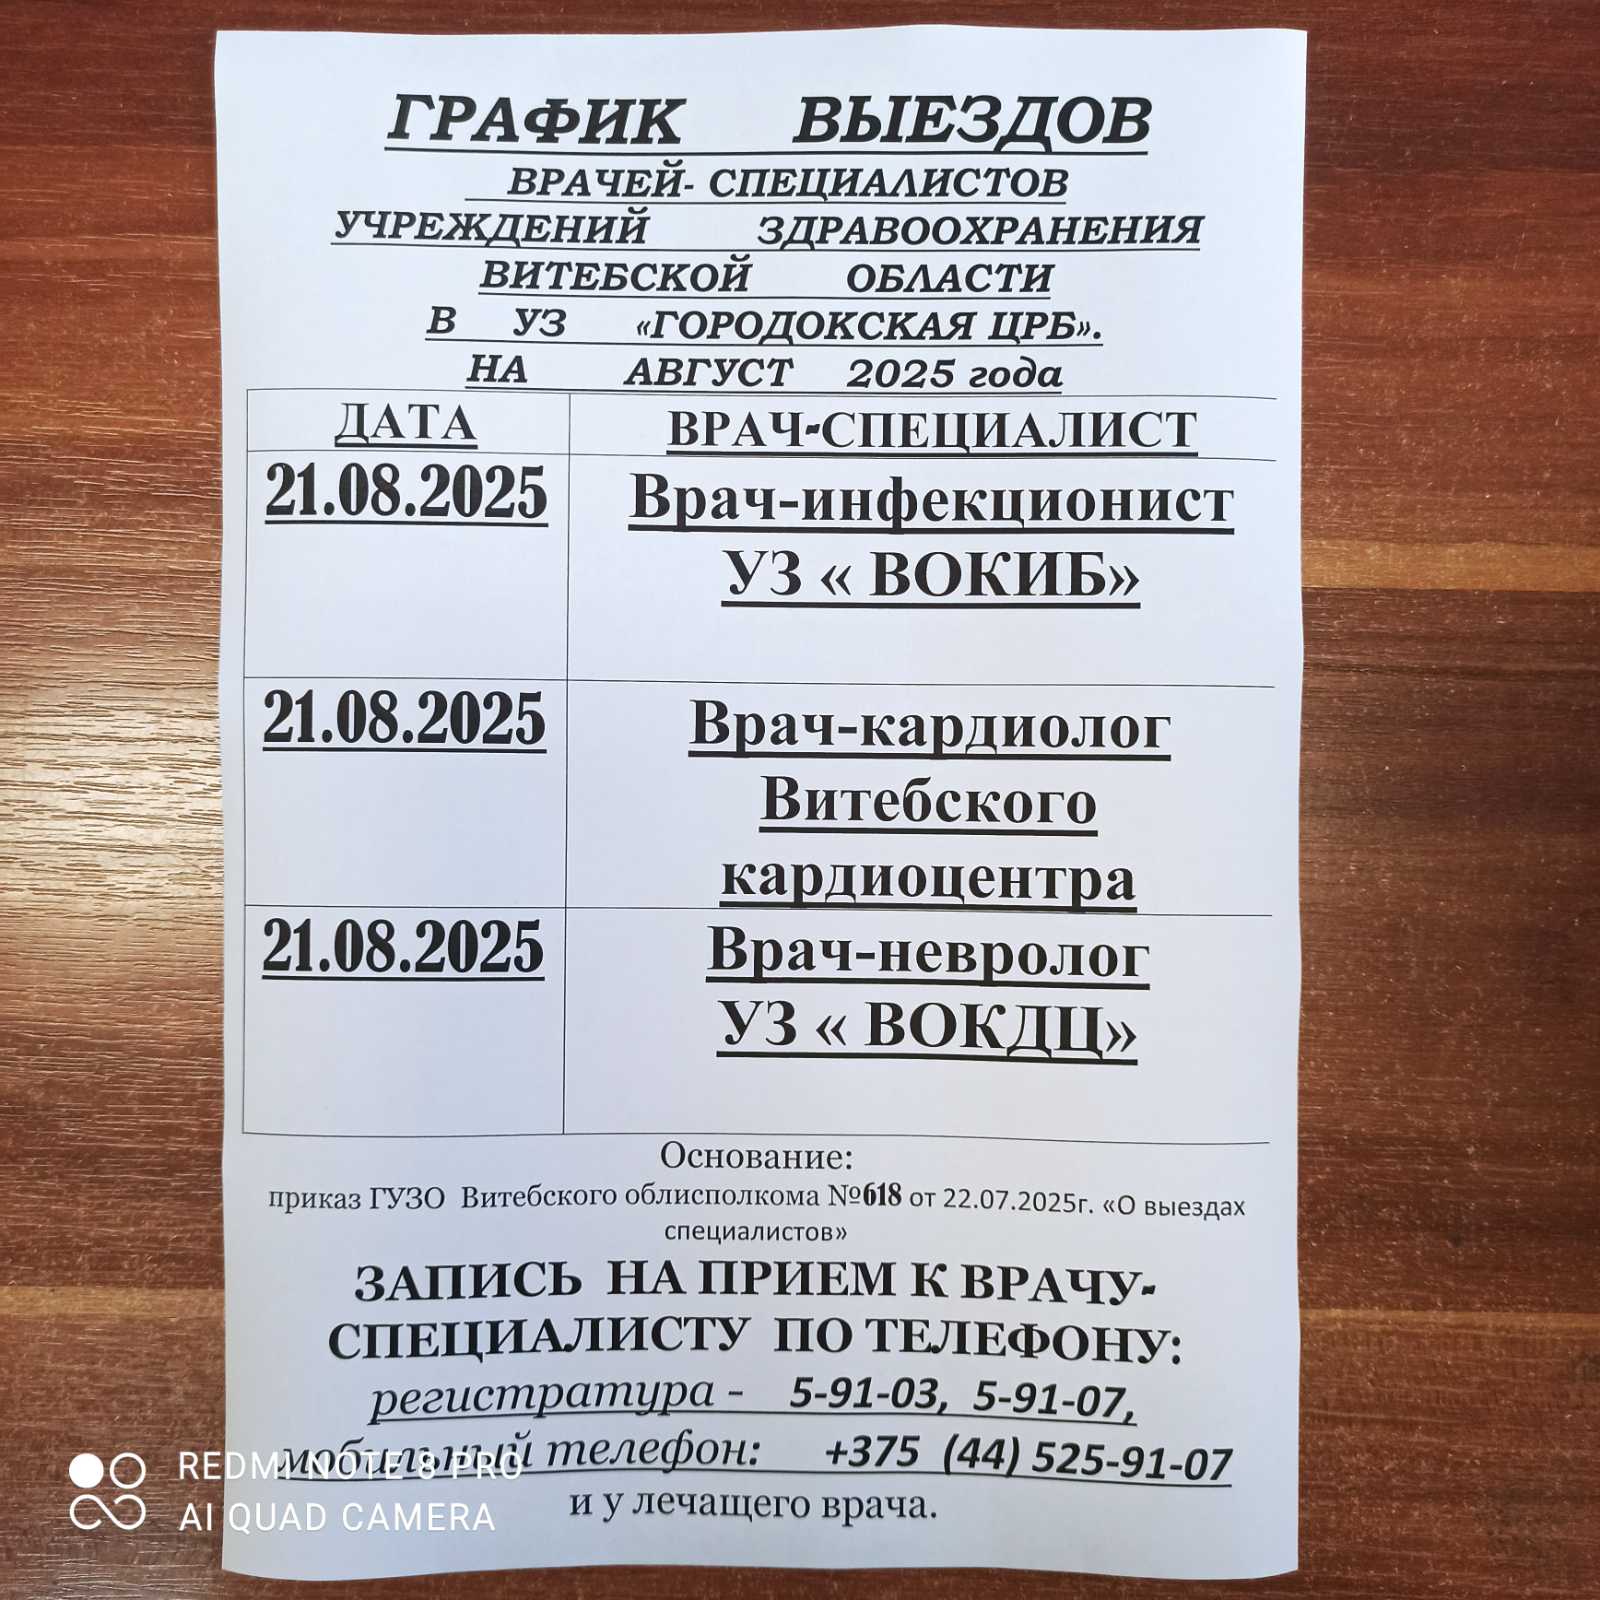 ГРАФИК ВЫЕЗДОВ
ВРАЧЕЙ- СПЕЦИАЛИСТОВ
УЧРЕЖДЕНИЙ ЗДРАВООХРАНЕНИЯ
ВИТЕБСКОЙ ОБЛАСТИ
В УЗ «ГОРОДОКСКАЯ ЦРБ».
НА АВГУСТ 2025 года
ДАТА ВРАЧ-СПЕЦИАЛИСТ
21.08.2025 Врач-инфекционист
УЗ « ВОКИБ»
21.08.2025 Врач-кардиолог
Витебского
кардиоцентра
21.08.2025 Врач-невролог
УЗ « ВОКДЦ»
Основание:
приказ ГУЗО Витебского облисполкома №618 от 22.07.2025г. «О выездах
специалистов»
ЗАПИСЬ НА ПРИЕМ К ВРАЧУ-
СПЕЦИАЛИСТУ ПО ТЕЛЕФОНУ:
регистратура - 5-91-03, 5-91-07,
мобильный телефон: +375 (44) 525-91-07
и у лечащего врача.
REDMI NOTE 8 PRO
AI QUAD CAMERA